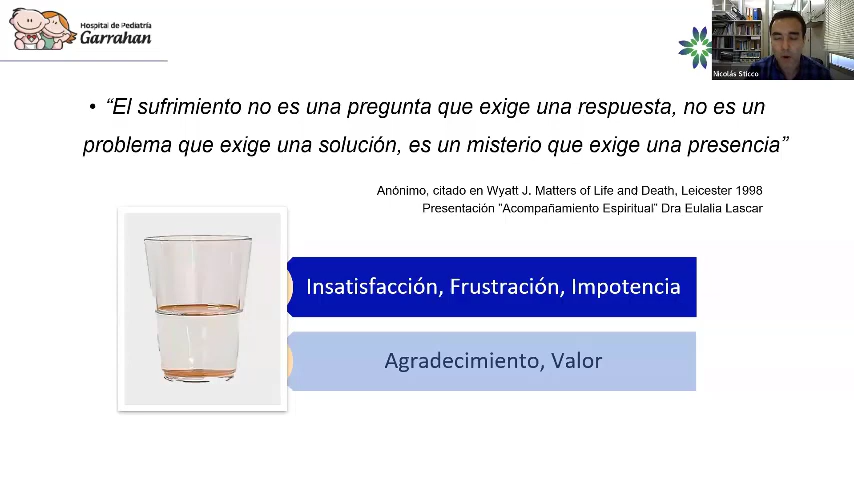 Hospital de Pediatría
Garrahan
Nicolás Sticco
• “El sufrimiento no es una pregunta que exige una respuesta, no es un
problema que exige una solución, es un misterio que exige una presencia”
Anónimo, citado en Wyatt J. Matters of Life and Death, Leicester 1998
Presentación ”Acompañamiento Espiritual” Dra Eulalia Lascar
Insatisfacción, Frustración, Impotencia
Agradecimiento, Valor